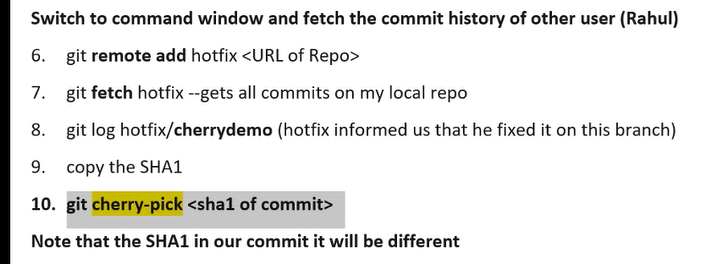 Switch to command window and fetch the commit history of other user (Rahul)
6. git remote add hotfix <URL of Repo>
7. git fetch hotfix --gets all commits on my local repo
8. git log hotfix/cherrydemo (hotfix informed us that he fixed it on this branch)
9. copy the SHA1
10. git cherry-pick <sha1 of commit>
Note that the SHA1 in our commit it will be different